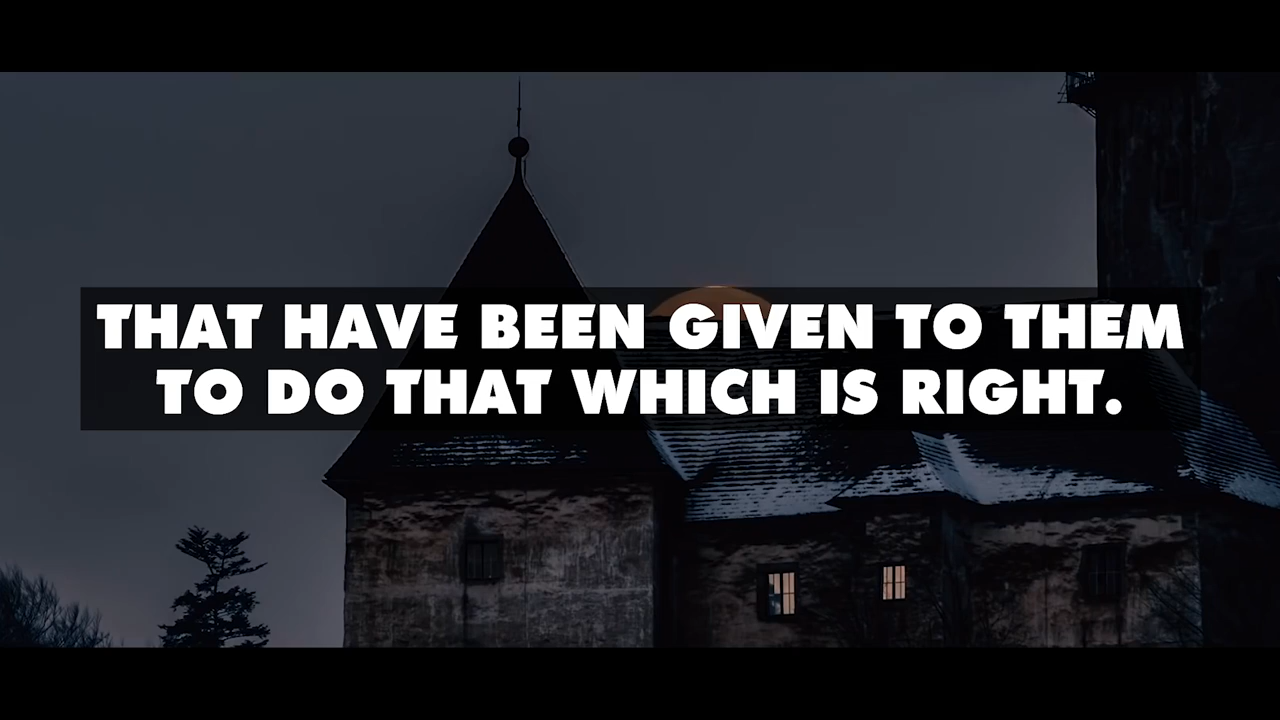 THAT HAVE BEEN GIVEN TO THEM
TO DO THAT WHICH IS RIGHT.